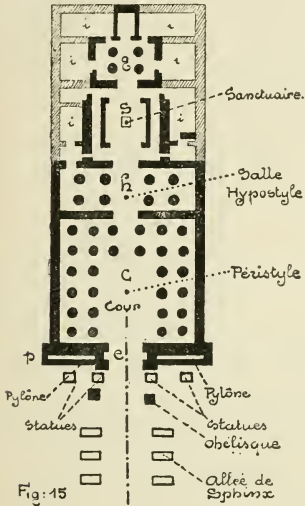 i i
g
i i
S
Sanctuaire.
i i
h
Salle
Hypostyle
C
Péristyle
Cour
p e
Pylône Pylône
Statues Statues
Obélisque
Allée de
Sphinx
Fig: 15